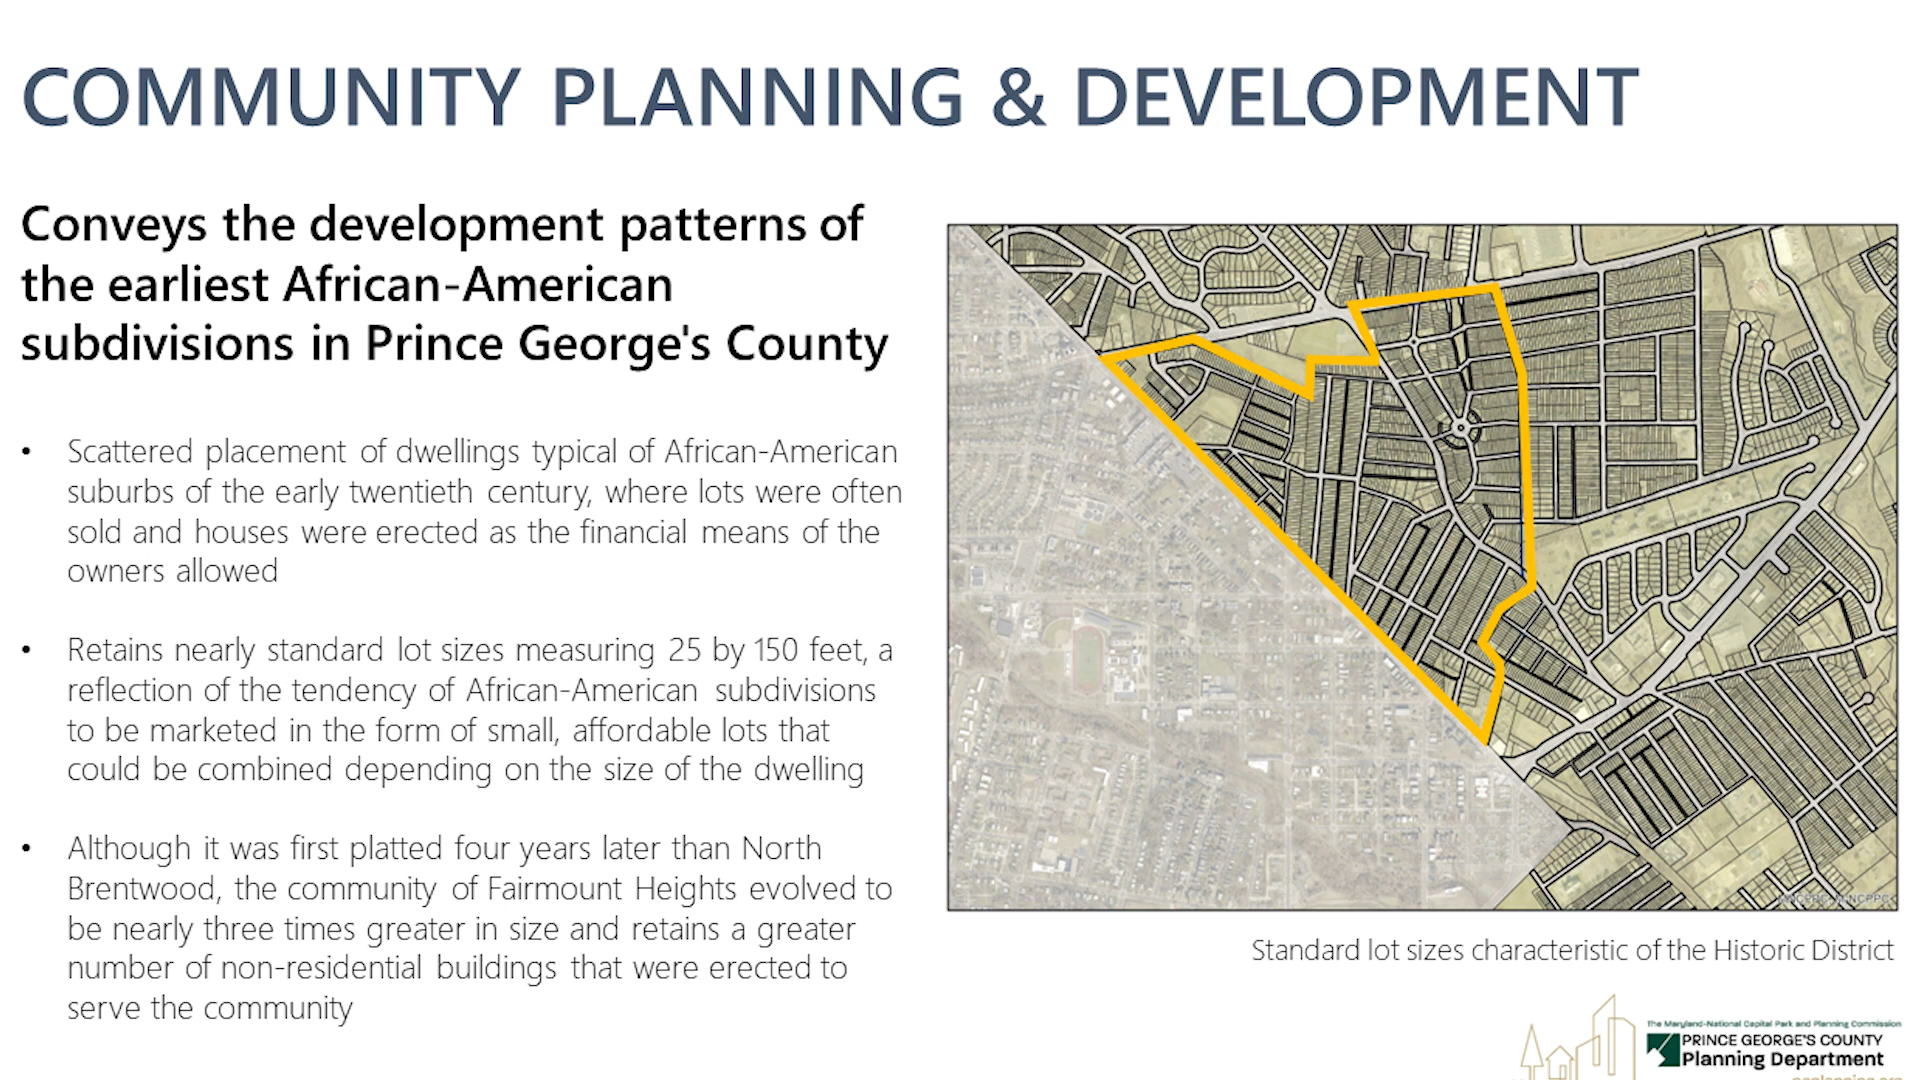 COMMUNITY PLANNING & DEVELOPMENT
Conveys the development patterns of
the earliest African-American
subdivisions in Prince George's County
• Scattered placement of dwellings typical of African-American
suburbs of the early twentieth century, where lots were often
sold and houses were erected as the financial means of the
owners allowed
• Retains nearly standard lot sizes measuring 25 by 150 feet, a
reflection of the tendency of African-American subdivisions
to be marketed in the form of small, affordable lots that
could be combined depending on the size of the dwelling
• Although it was first platted four years later than North
Brentwood, the community of Fairmount Heights evolved to
be nearly three times greater in size and retains a greater
number of non-residential buildings that were erected to
serve the community
Standard lot sizes characteristic of the Historic District
The Maryland-National Capital Park and Planning Commission
PRINCE GEORGE'S COUNTY
Planning Department